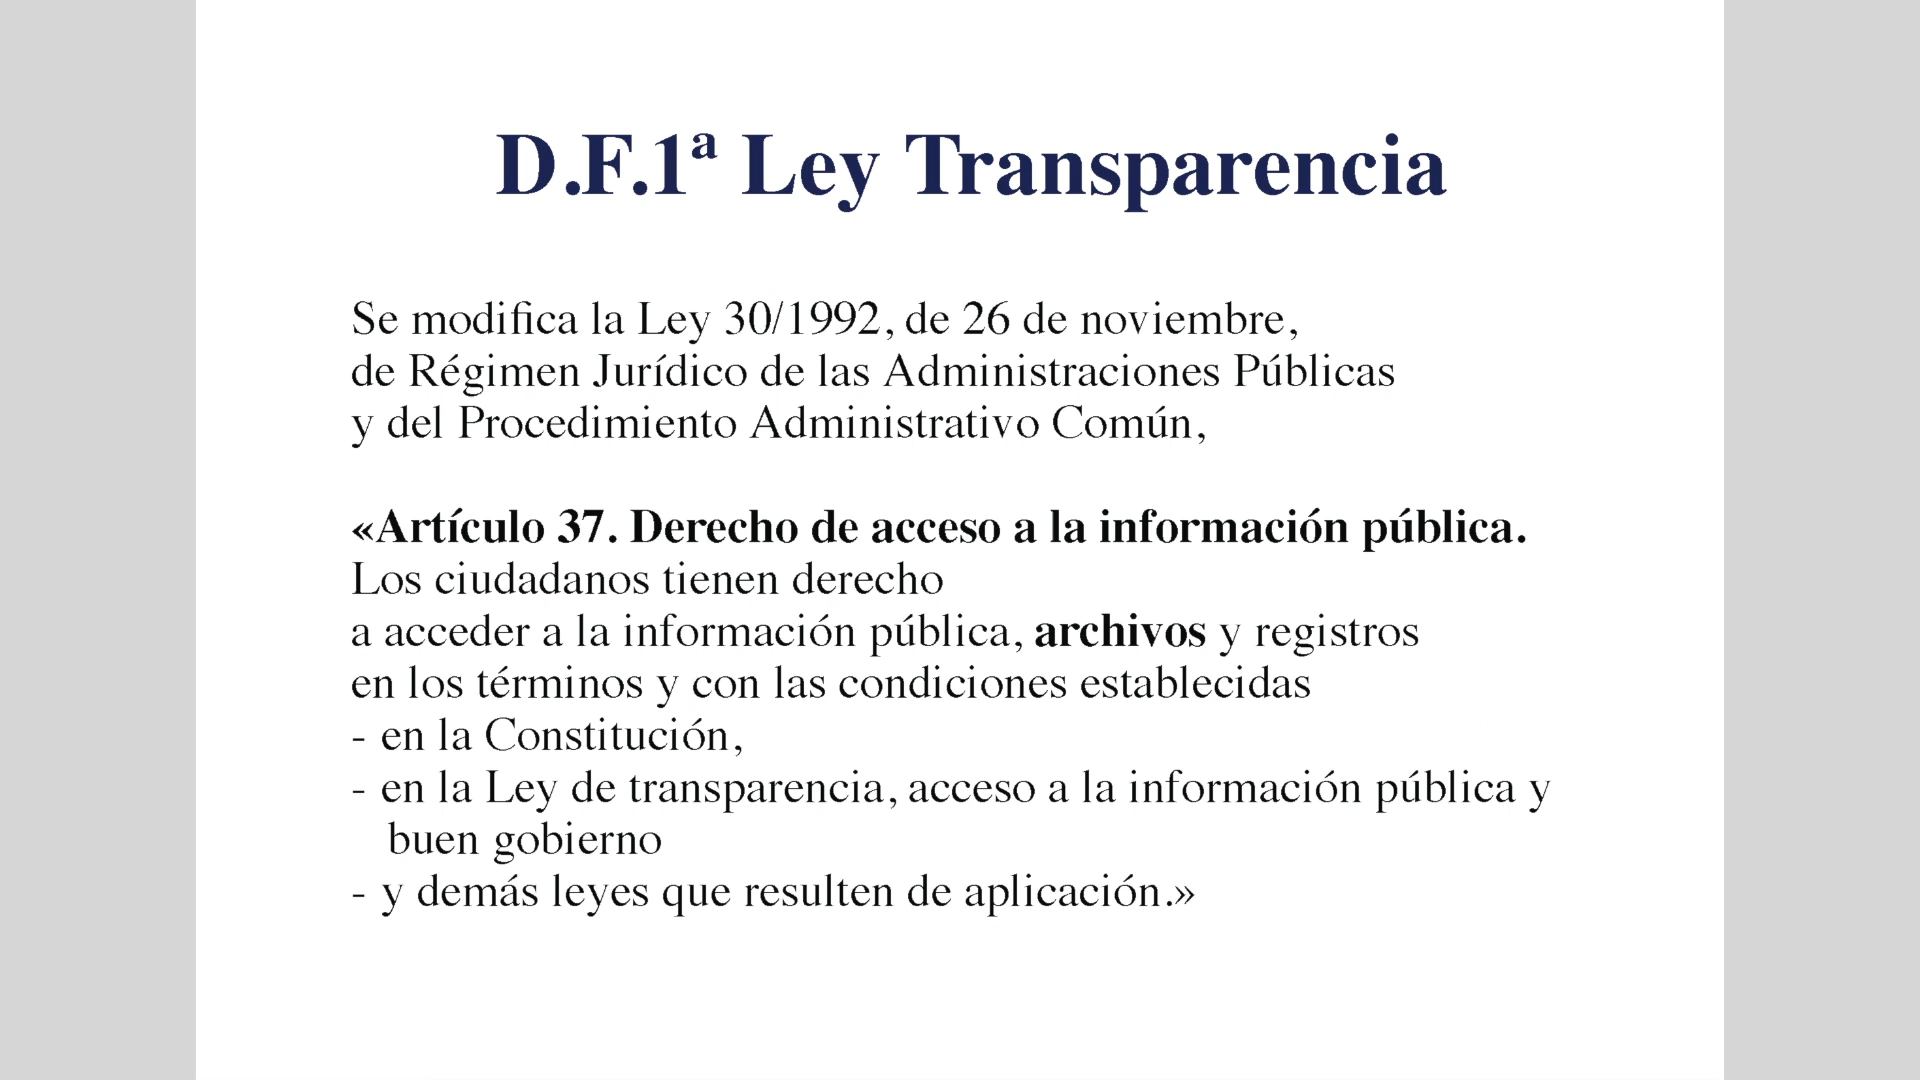 D.F.1ª Ley Transparencia
Se modifica la Ley 30/1992, de 26 de noviembre,
de Régimen Jurídico de las Administraciones Públicas
y del Procedimiento Administrativo Común,
«Artículo 37. Derecho de acceso a la información pública.
Los ciudadanos tienen derecho
a acceder a la información pública, archivos y registros
en los términos y con las condiciones establecidas
- en la Constitución,
- en la Ley de transparencia, acceso a la información pública y
buen gobierno
- y demás leyes que resulten de aplicación.»